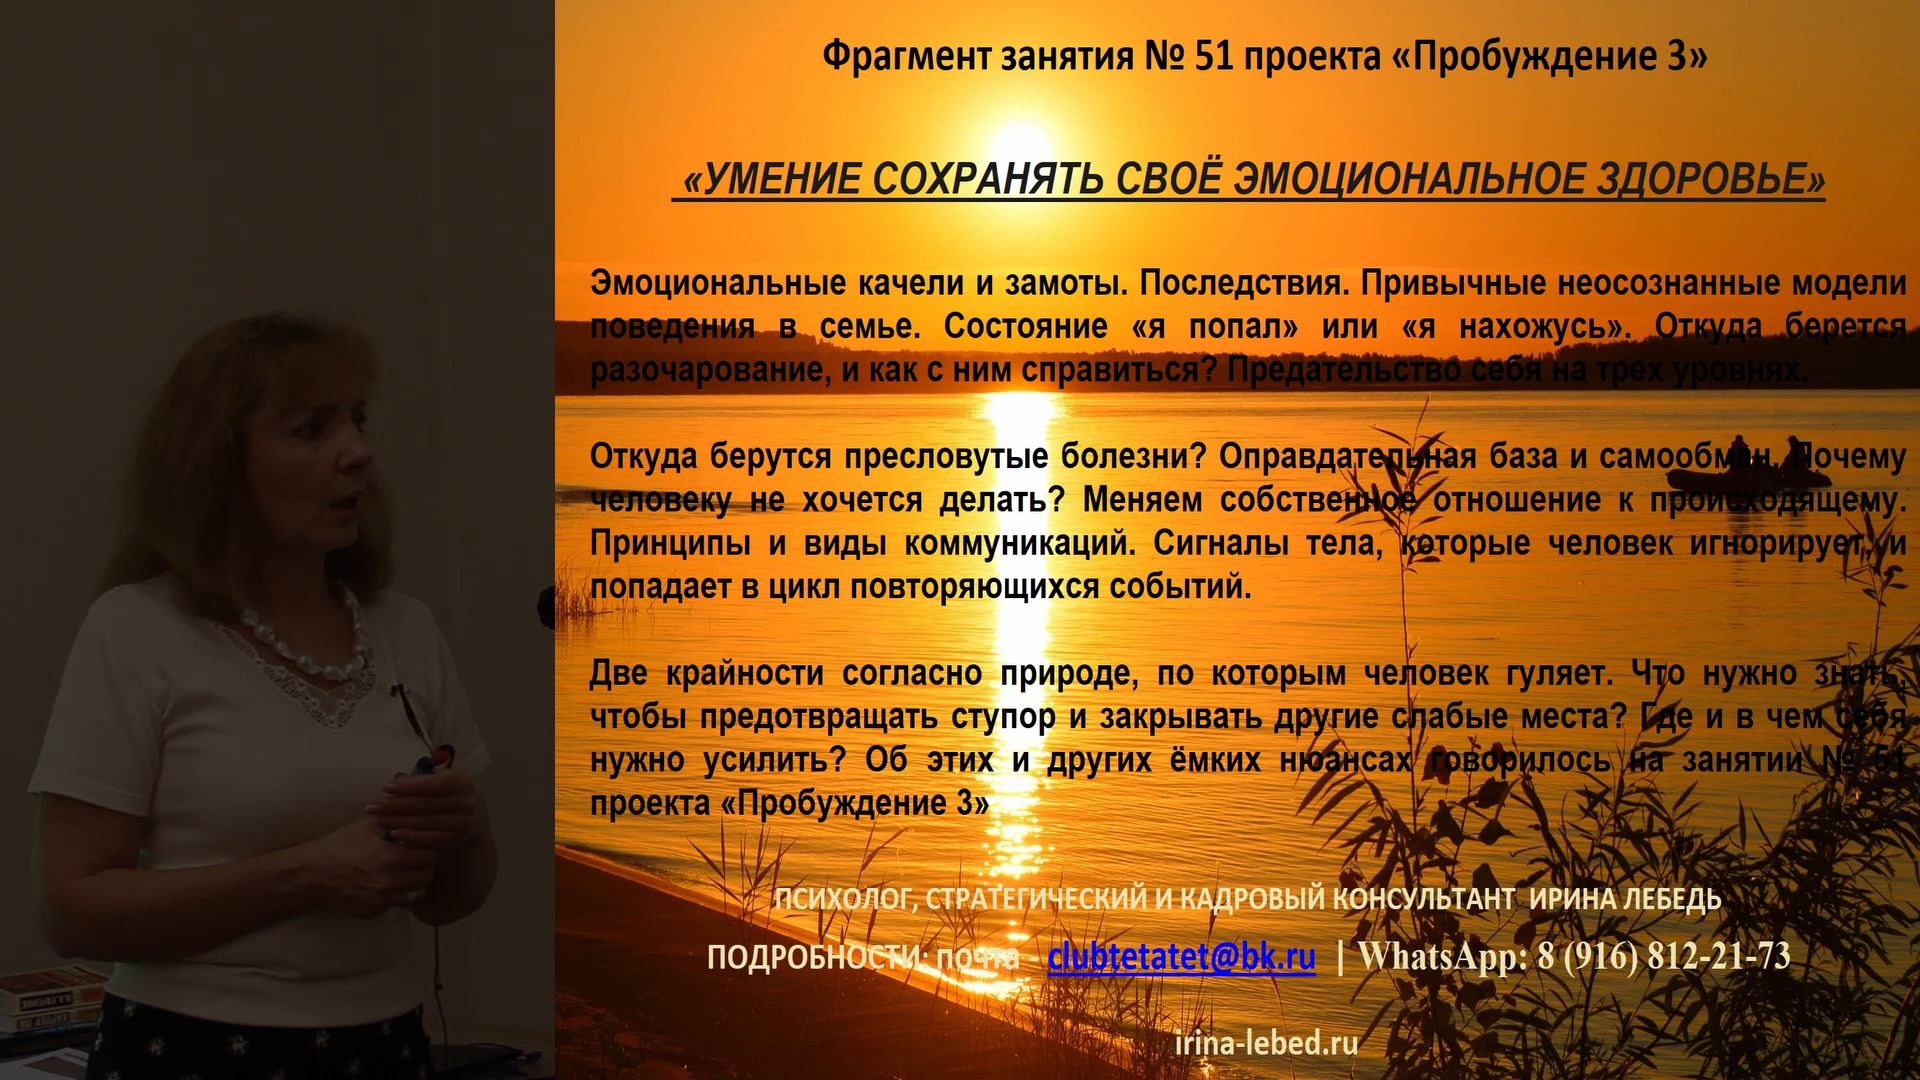 Фрагмент занятия № 51 проекта «Пробуждение 3»
«УМЕНИЕ СОХРАНЯТЬ СВОЁ ЭМОЦИОНАЛЬНОЕ ЗДОРОВЬЕ»
Эмоциональные качели и замоты. Последствия. Привычные неосознанные модели
поведения в семье. Состояние «я попал» или «я нахожусь». Откуда берется
разочарование, и как с ним справиться? Предательство себя на трех уровнях.
Откуда берутся пресловутые болезни? Оправдательная база и самообман. Почему
человеку не хочется делать? Меняем собственное отношение к происходящему.
Принципы и виды коммуникаций. Сигналы тела, которые человек игнорирует, и
попадает в цикл повторяющихся событий.
Две крайности согласно природе, по которым человек гуляет. Что нужно знать,
чтобы предотвращать ступор и закрывать другие слабые места? Где и в чем себя
нужно усилить? Об этих и других ёмких нюансах говорилось на занятии № 51
проекта «Пробуждение 3»
ПСИХОЛОГ, СТРАТЕГИЧЕСКИЙ И КАДРОВЫЙ КОНСУЛЬТАНТ ИРИНА ЛЕБЕДЬ
ПОДРОБНОСТИ: почта - clubtetatet@bk.ru | WhatsApp: 8 (916) 812-21-73
irina-lebed.ru